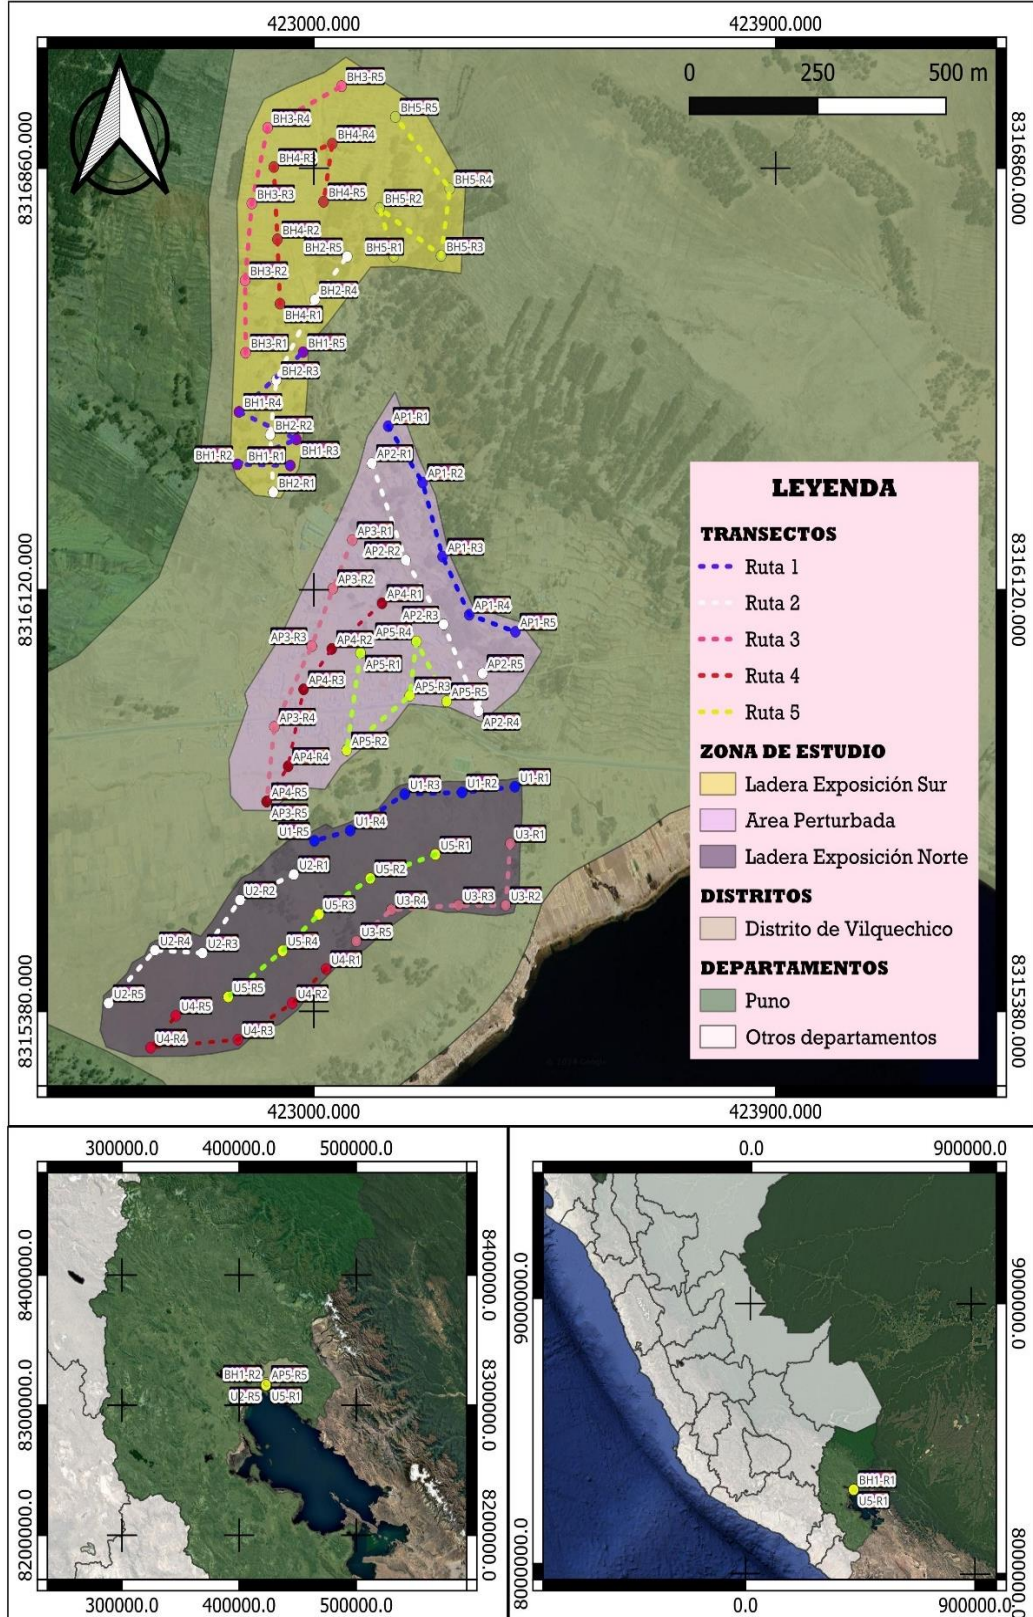 423000.000 423900.000
0 250 500 m
8316860.000
8316860.000
BH3-R5
BH5-R5
BH3-R4
BH4-R4
BH4-R3
BH5-R4
BH3-R3
BH4-R5
BH5-R2
BH4-R2
BH2-R5
BH5-R1
BH5-R3
BH3-R2
BH2-R4
BH4-R1
BH3-R1
BH1-R5
BH2-R3
BH1-R4
BH2-R2
BH1-R3
BH1-R2
BH1-R1
BH2-R1
AP1-R1
AP2-R1
AP1-R2
AP3-R1
AP2-R2
AP1-R3
8316120.000
8316120.000
AP3-R2
AP4-R1
AP1-R4
AP2-R3
AP1-R5
AP3-R3
AP4-R2
AP5-R4
AP5-R1
AP2-R5
AP4-R3
AP5-R3
AP5-R5
AP3-R4
AP2-R4
AP5-R2
AP4-R4
AP4-R5
AP3-R5
U1-R3
U1-R2
U1-R1
U1-R5
U1-R4
U3-R1
U2-R1
U5-R2
U5-R1
U2-R2
U5-R3
U3-R4
U3-R3
U3-R2
U2-R4
U2-R3
U5-R4
U3-R5
U4-R1
U2-R5
U5-R5
U4-R2
U4-R5
U4-R4
U4-R3
8315380.000
8315380.000
LEYENDA
TRANSECTOS
Ruta 1
Ruta 2
Ruta 3
Ruta 4
Ruta 5
ZONA DE ESTUDIO
Ladera Exposición Sur
Area Perturbada
Ladera Exposición Norte
DISTRITOS
Distrito de Vilquechico
DEPARTAMENTOS
Puno
Otros departamentos
423000.000 423900.000
300000.0 400000.0 500000.0
8400000.0
8400000.0
8300000.0
8300000.0
8200000.0
8200000.0
BH1-R2 AP5-R5
U2-R5 U5-R1
300000.0 400000.0 500000.0
0.0 900000.0
9000000.0
9000000.0
BH1-R1
U5-R1
8000000.0
8000000.0
0.0 900000.0